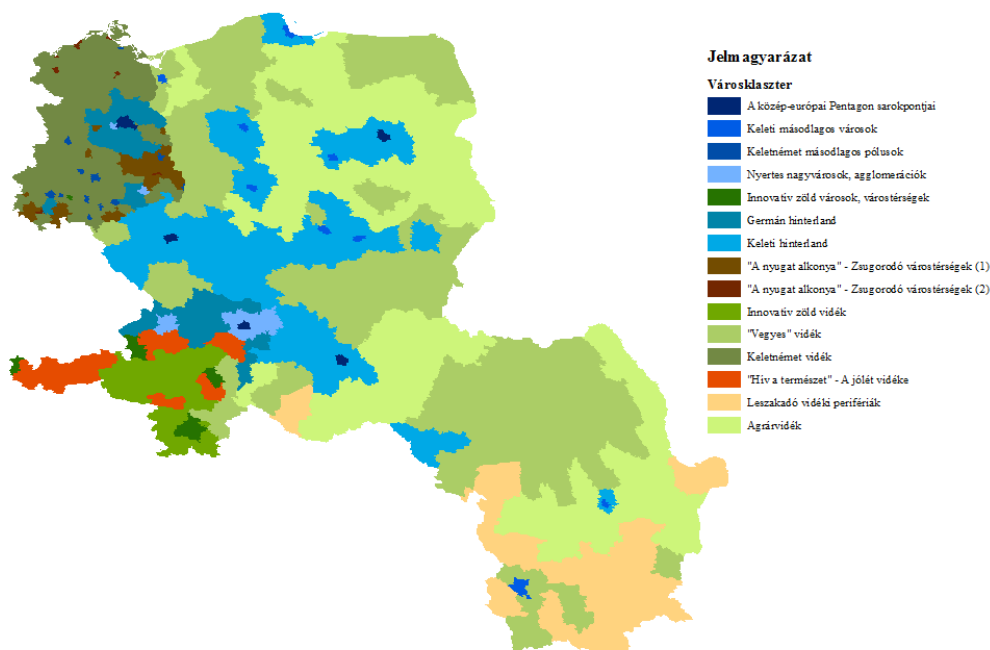 Jelmagyarázat
Városklaszter
A közép-európai Pentagon sarokpontjai
Keleti másodlagos városok
Keletnémet másodlagos pólusok
Nyertes nagyvárosok, agglomerációk
Innovatív zöld városok, várostérségek
Germán hinterland
Keleti hinterland
"A nyugat alkonya" - Zsugorodó várostérségek (1)
"A nyugat alkonya" - Zsugorodó várostérségek (2)
Innovatív zöld vidék
"Vegyes" vidék
Keletnémet vidék
"Hív a természet" - A jólét vidéke
Leszakadó vidéki perifériák
Agrárvidék